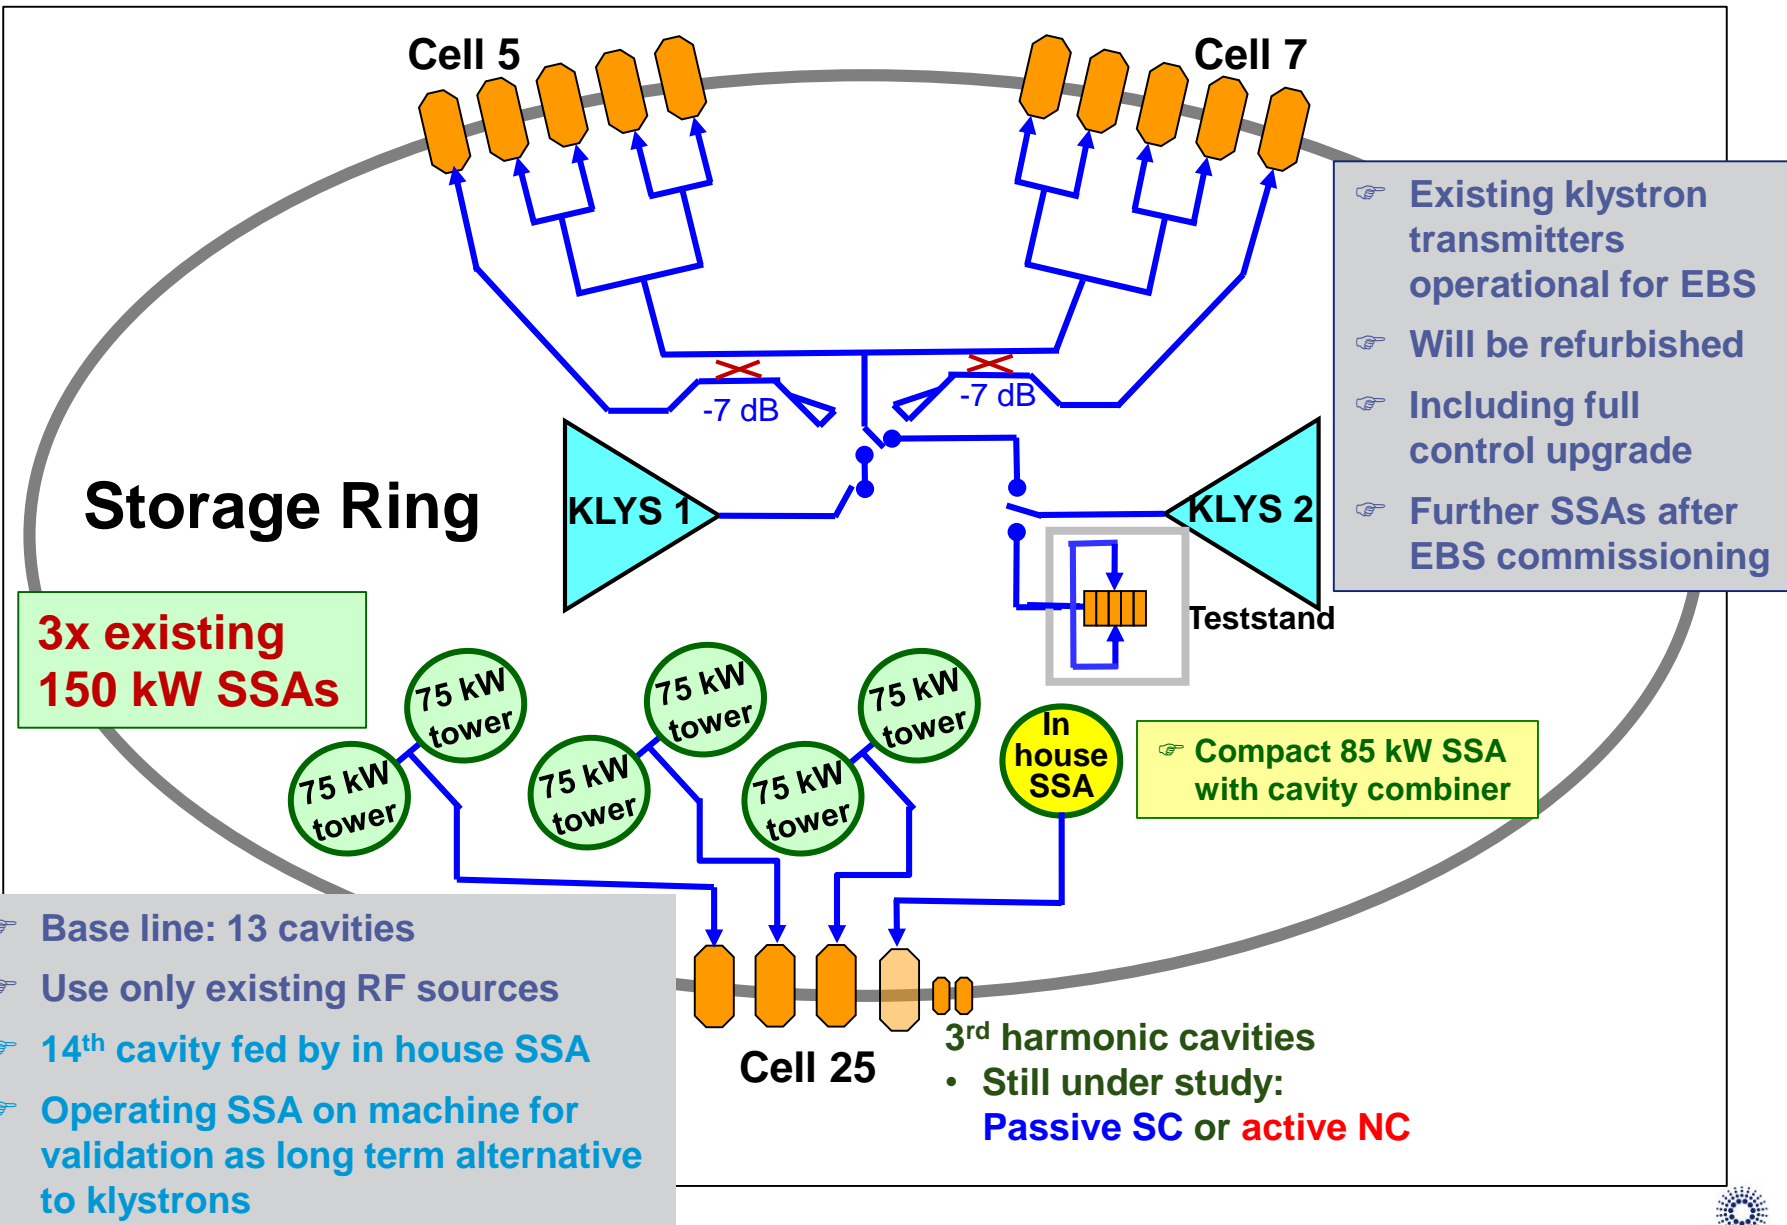 Cell 5
Cell 7
☞ Existing klystron
transmitters
operational for EBS
☞ Will be refurbished
☞ Including full
control upgrade
☞ Further SSAs after
EBS commissioning
-7 dB
-7 dB
Storage Ring
KLYS 1
KLYS 2
Teststand
3x existing
150 kW SSAs
75 kW
tower
75 kW
tower
75 kW
tower
75 kW
tower
75 kW
tower
75 kW
tower
In
house
SSA
☞ Compact 85 kW SSA
with cavity combiner
☞ Base line: 13 cavities
☞ Use only existing RF sources
☞ 14th cavity fed by in house SSA
☞ Operating SSA on machine for
validation as long term alternative
to klystrons
Cell 25
3rd harmonic cavities
• Still under study:
Passive SC or active NC